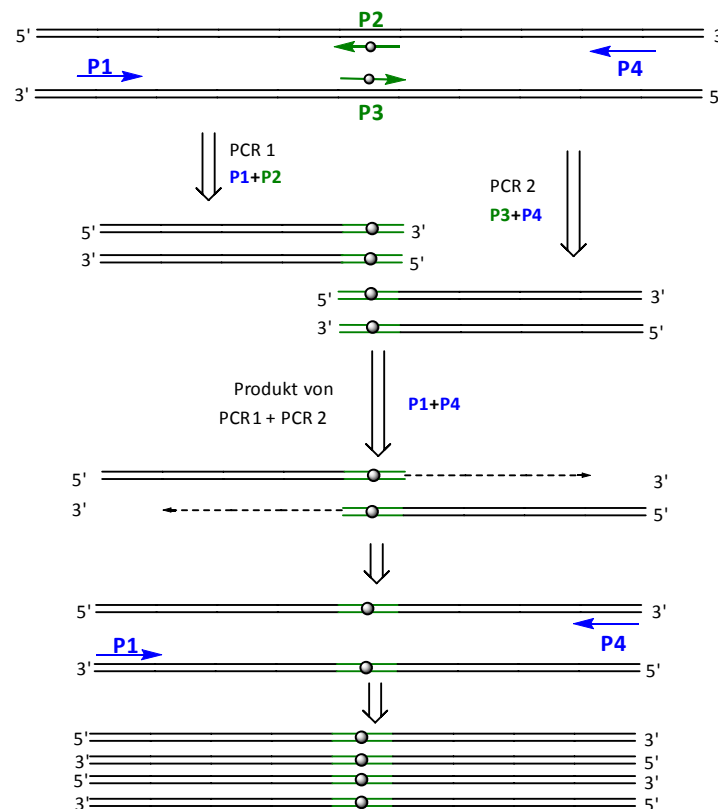 P2
5' 3'
P1 P4
3' 5'
P3
PCR 1
P1+P2
PCR 2
P3+P4
5' 3'
3' 5'
5' 3'
3' 5'
Produkt von
PCR1 + PCR 2
P1+P4
5' 3'
3' 5'
5' 3'
P1 P4
3' 5'
5' 3'
3' 5'
5' 3'
3' 5'